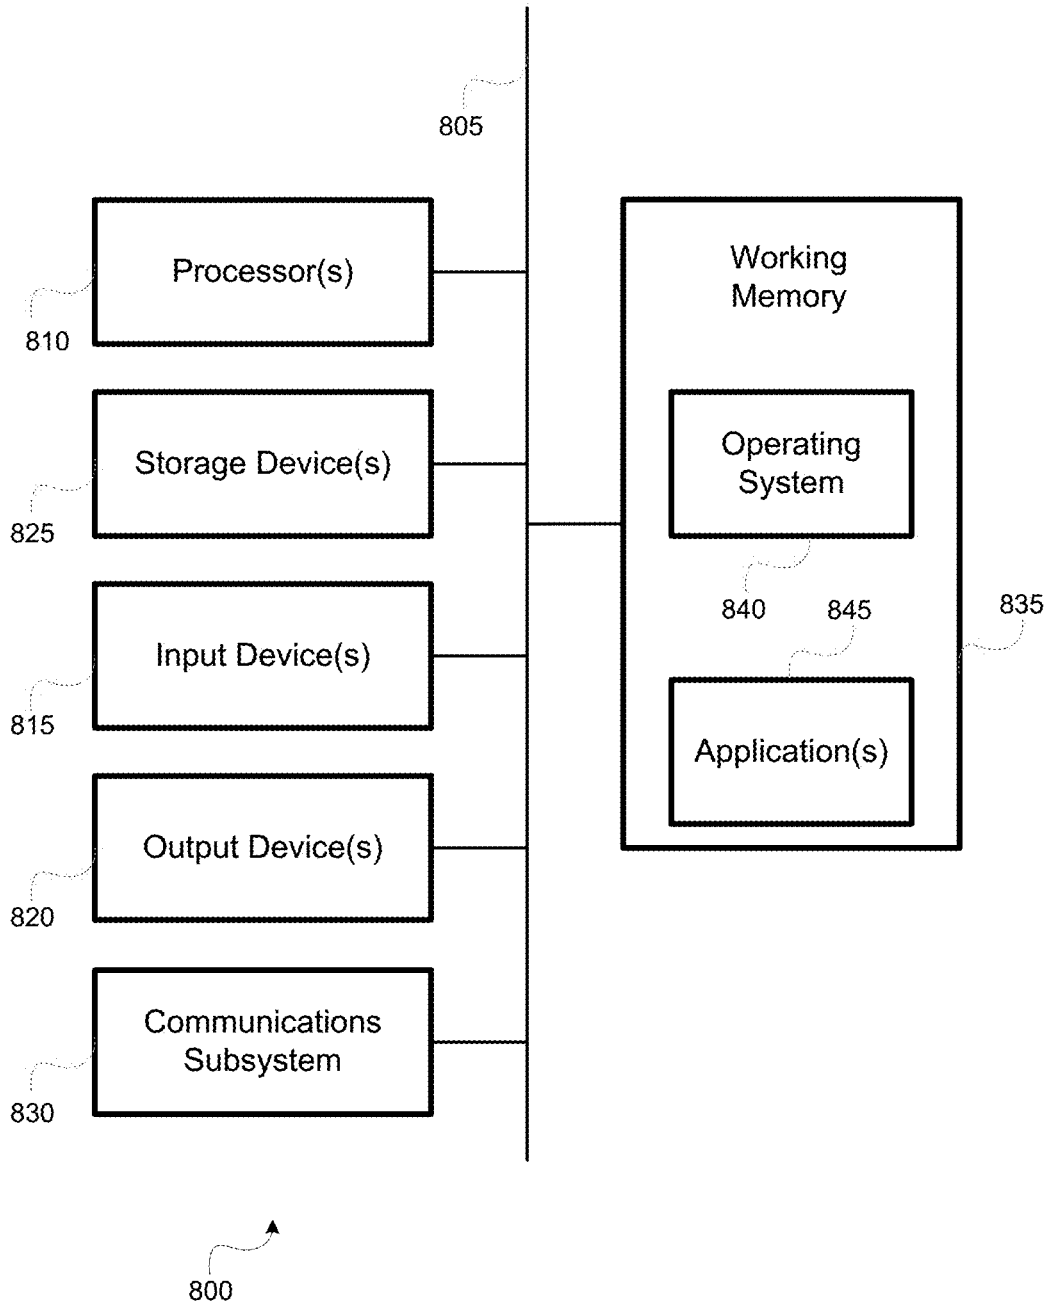 805
Processor(s)
810
Storage Device(s)
825
Input Device(s)
815
Output Device(s)
820
Communications
Subsystem
830
Working
Memory
Operating
System
840
845
835
Application(s)
800